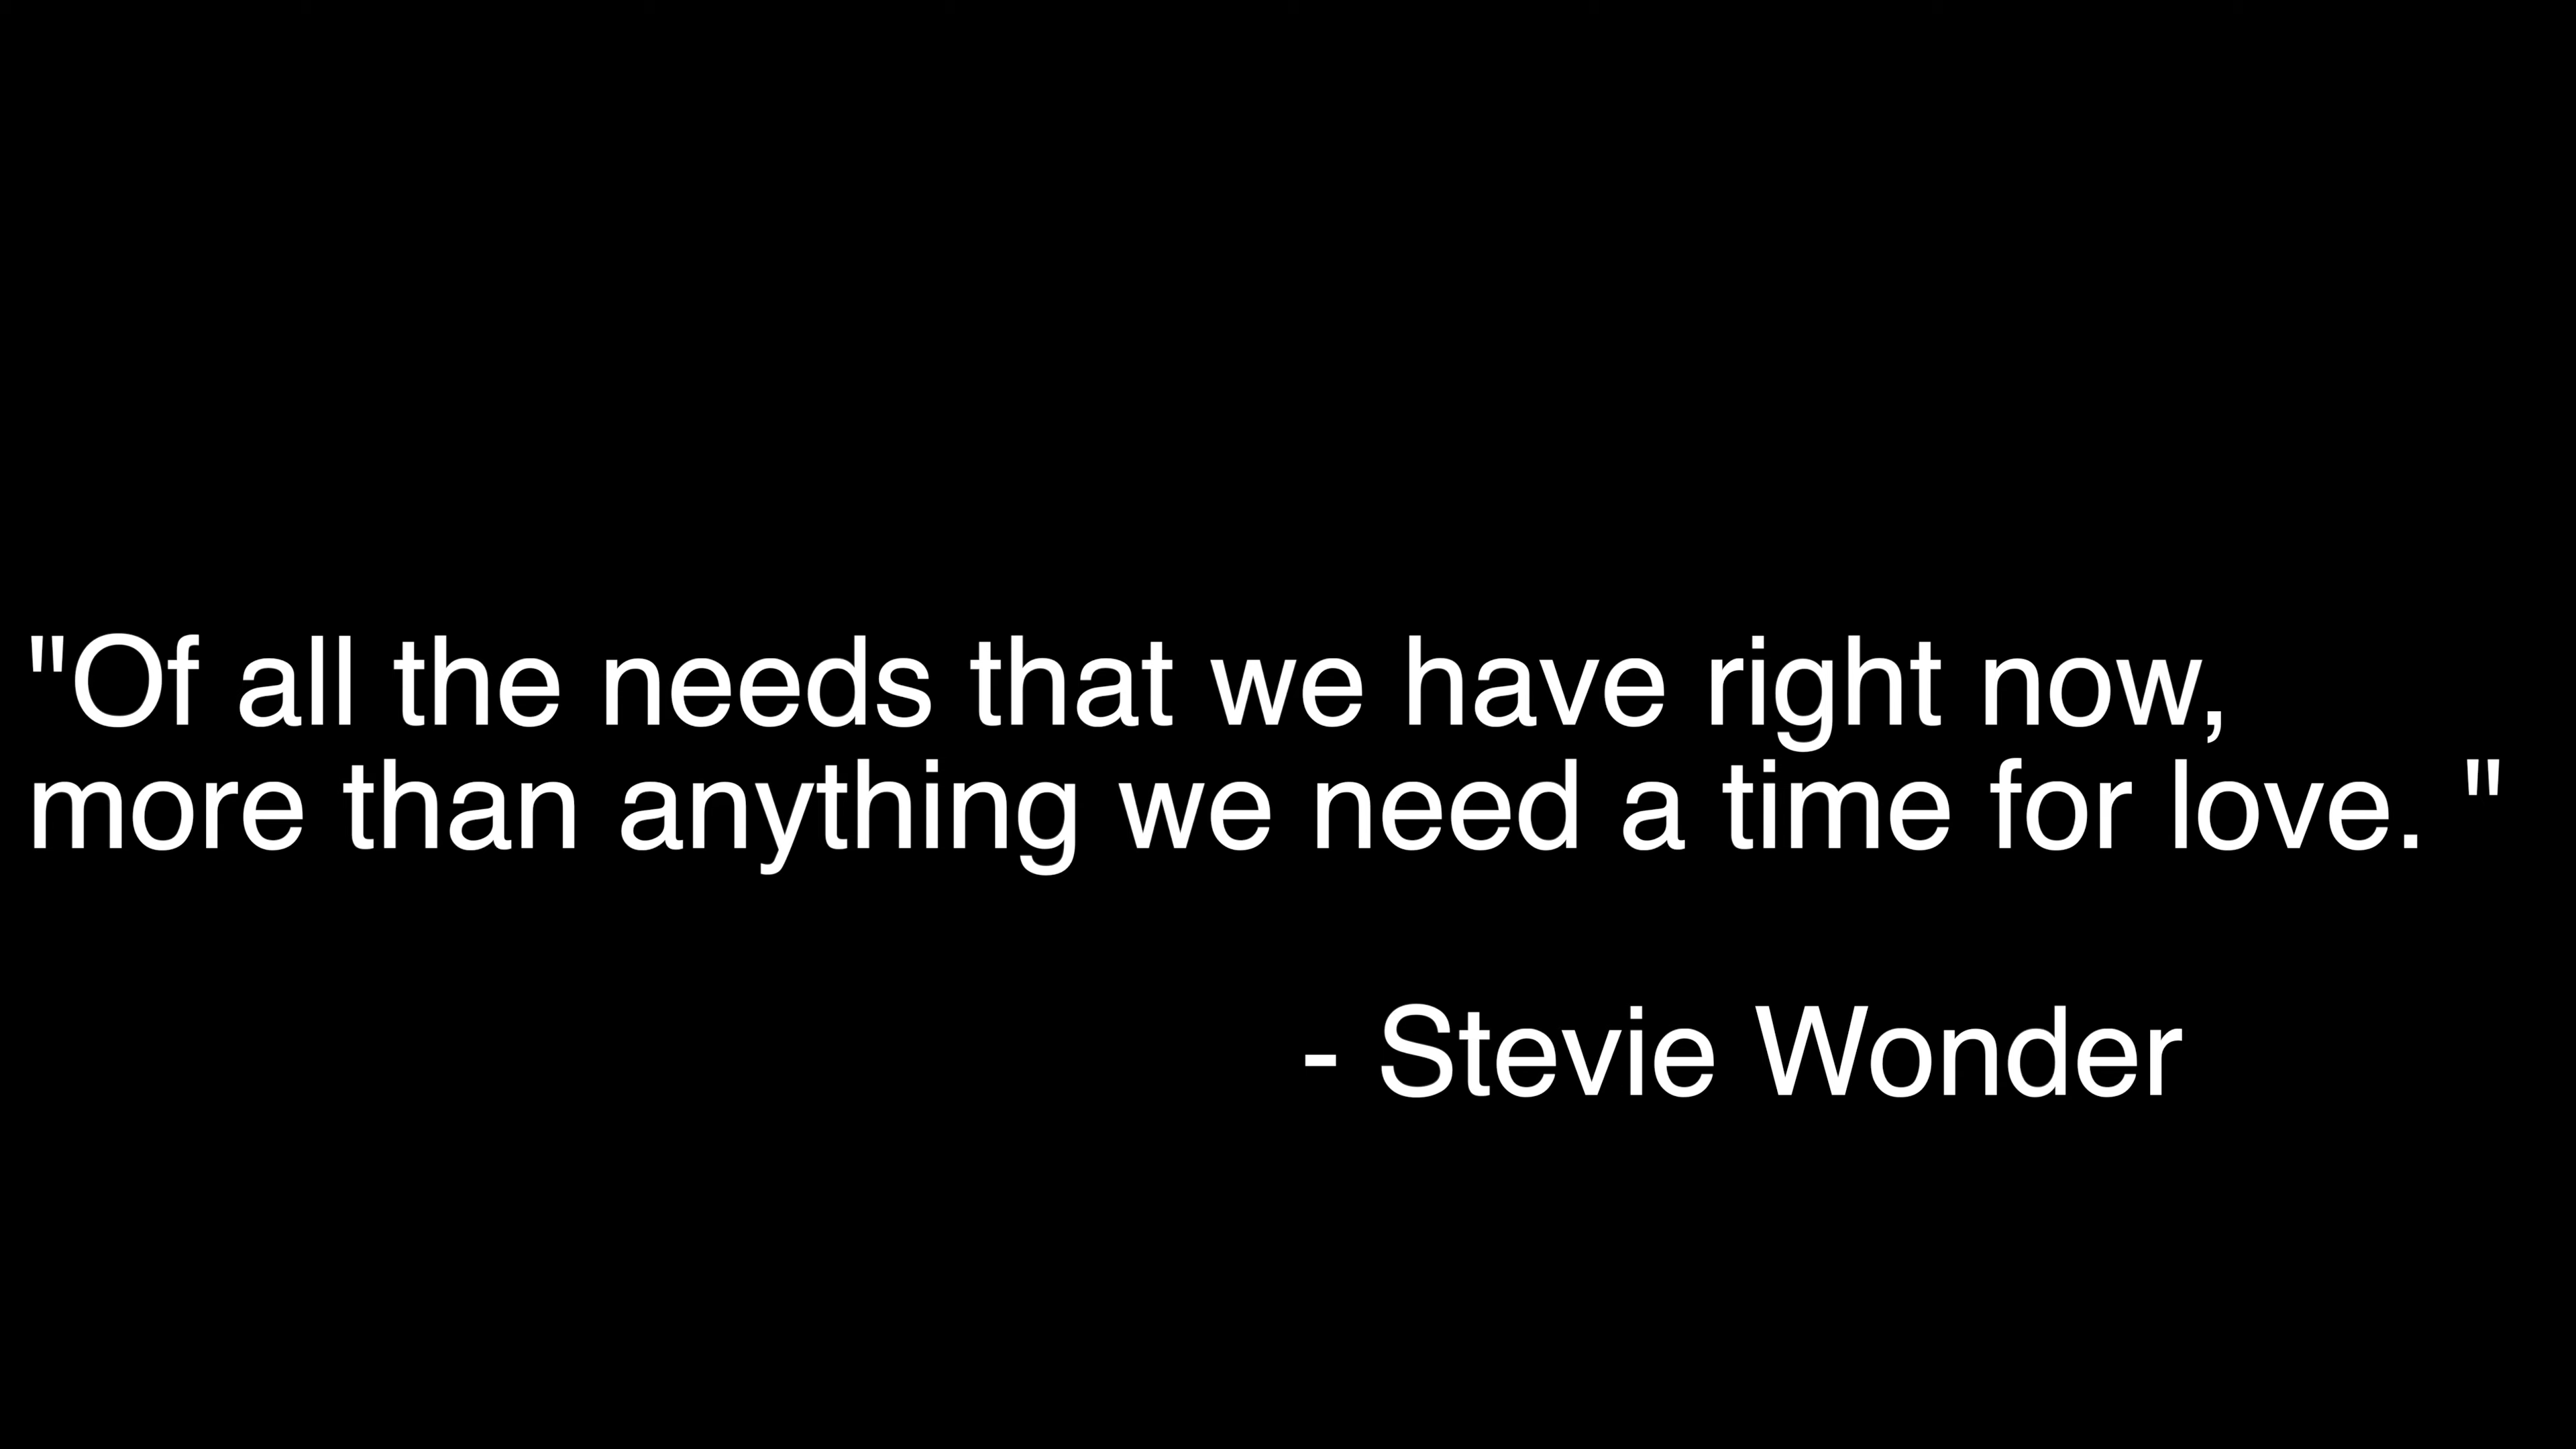 "Of all the needs that we have right now,
more than anything we need a time for love. "
- Stevie Wonder